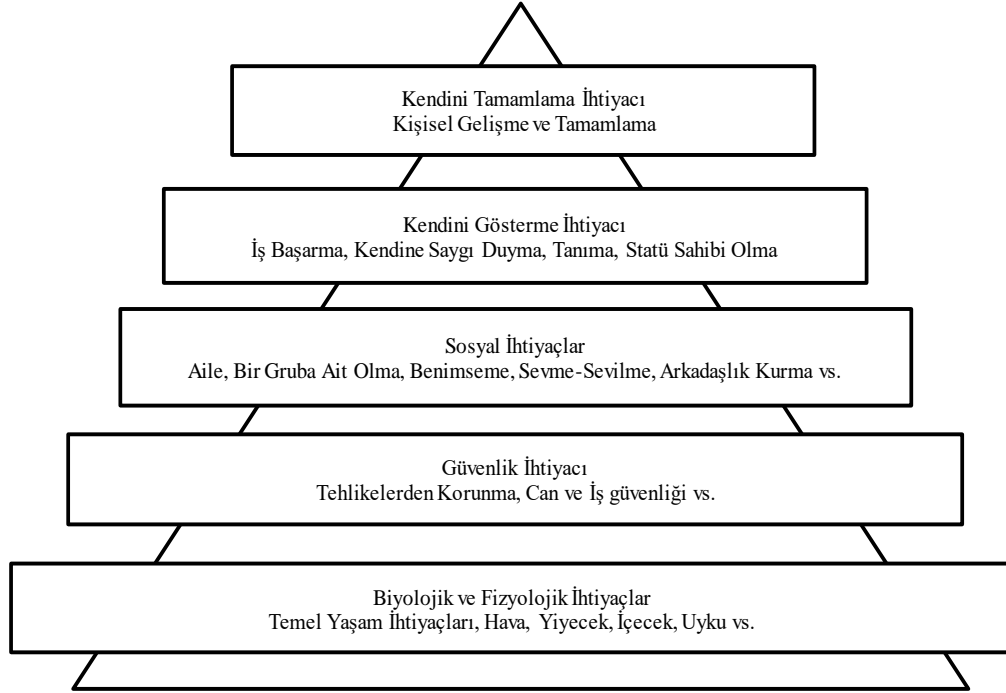 Kendini Tamamlama İhtiyacı
Kişisel Gelişme ve Tamamlama
Kendini Gösterme İhtiyacı
İş Başarma, Kendine Saygı Duyma, Tanıma, Statü Sahibi Olma
Sosyal İhtiyaçlar
Aile, Bir Gruba Ait Olma, Benimseme, Sevme-Sevilme, Arkadaşlık Kurma vs.
Güvenlik İhtiyacı
Tehlikelerden Korunma, Can ve İş güvenliği vs.
Biyolojik ve Fizyolojik İhtiyaçlar
Temel Yaşam İhtiyaçları, Hava, Yiyecek, İçecek, Uyku vs.